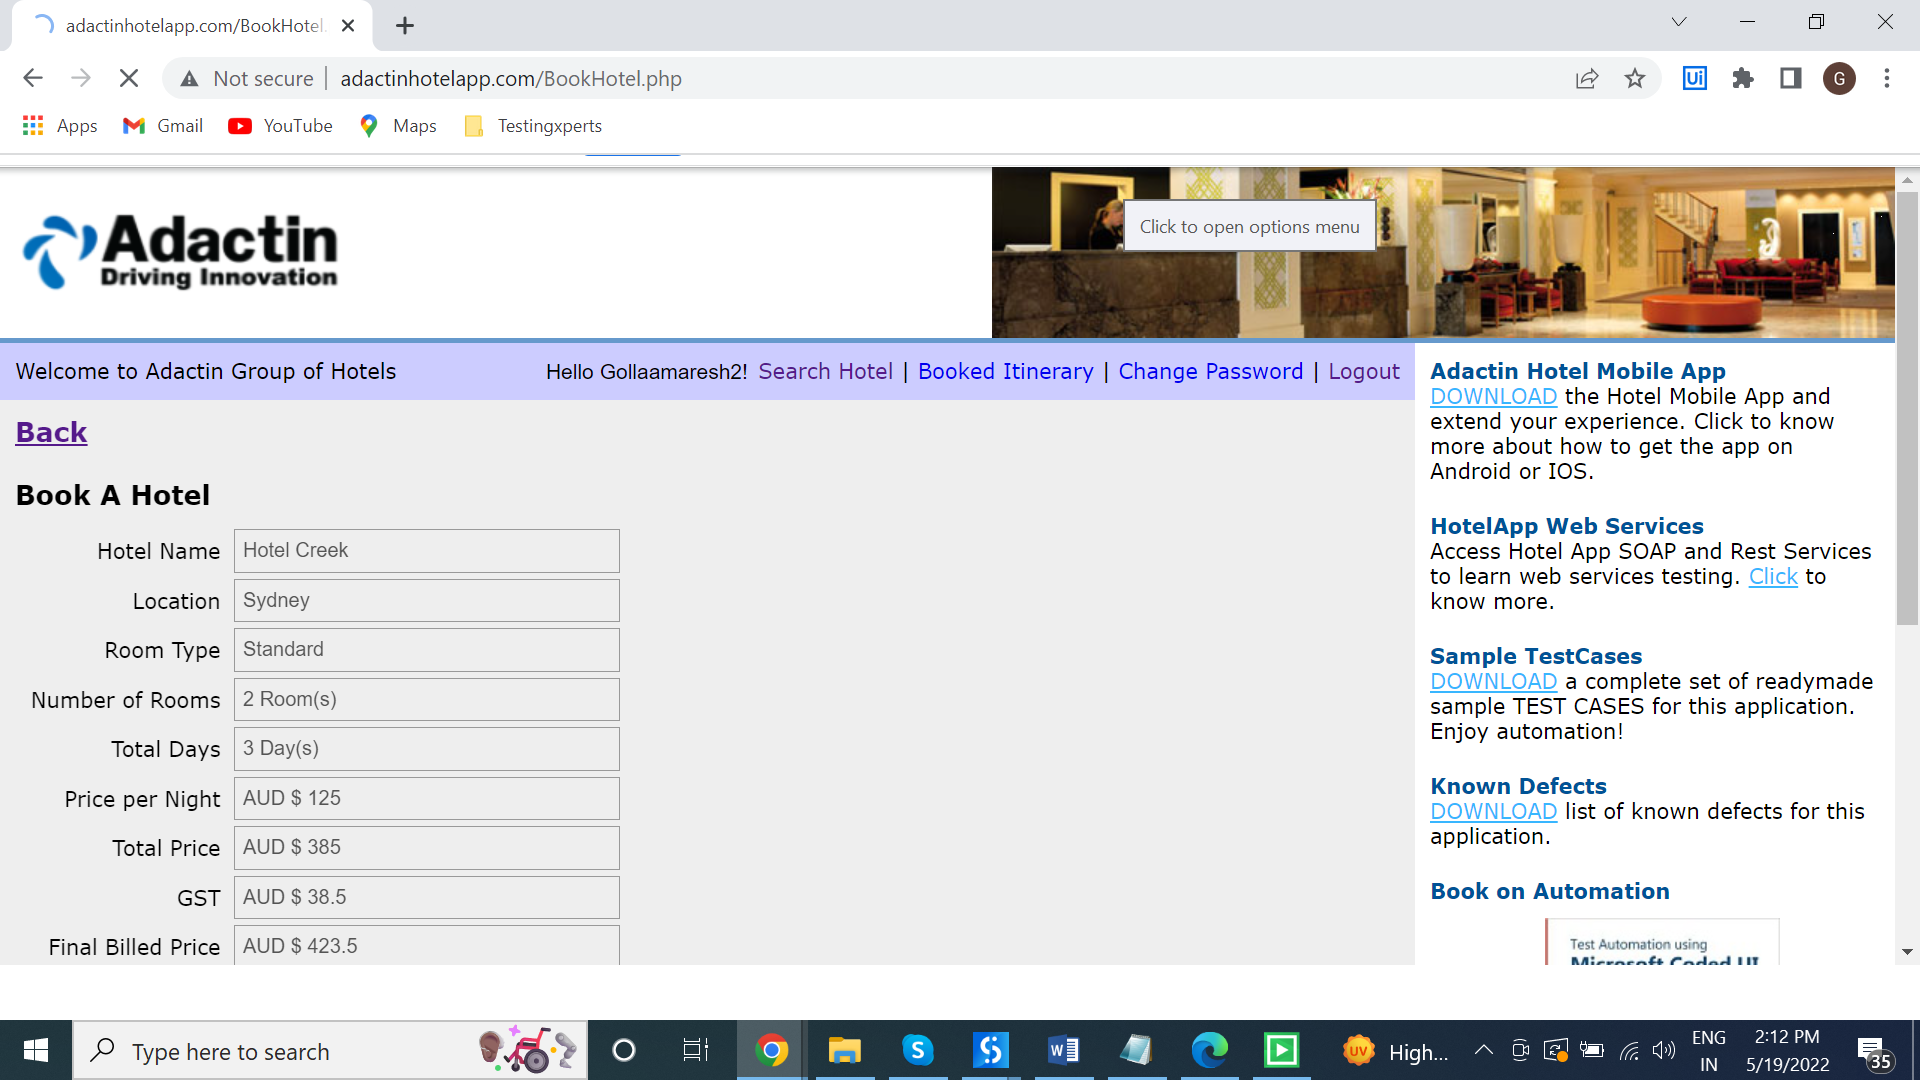 adactinhotelapp.com/BookHotel.
Not secure adactinhotelapp.com/BookHotel.php
Ui
G
Apps Gmail YouTube Maps Testingxperts
Adactin
Driving Innovation
Click to open options menu
Welcome to Adactin Group of Hotels
Hello Gollaamaresh2! Search Hotel | Booked Itinerary | Change Password | Logout
Back
Book A Hotel
Hotel Name Hotel Creek
Location Sydney
Room Type Standard
Number of Rooms 2 Room(s)
Total Days 3 Day(s)
Price per Night AUD $ 125
Total Price AUD $ 385
GST AUD $ 38.5
Final Billed Price AUD $ 423.5
Adactin Hotel Mobile App
DOWNLOAD the Hotel Mobile App and
extend your experience. Click to know
more about how to get the app on
Android or IOS.
HotelApp Web Services
Access Hotel App SOAP and Rest Services
to learn web services testing. Click to
know more.
Sample TestCases
DOWNLOAD a complete set of readymade
sample TEST CASES for this application.
Enjoy automation!
Known Defects
DOWNLOAD list of known defects for this
application.
Book on Automation
Test Automation using
Microsoft Coded UI
Type here to search
UV
High...
ENG
IN
2:12 PM
5/19/2022
35